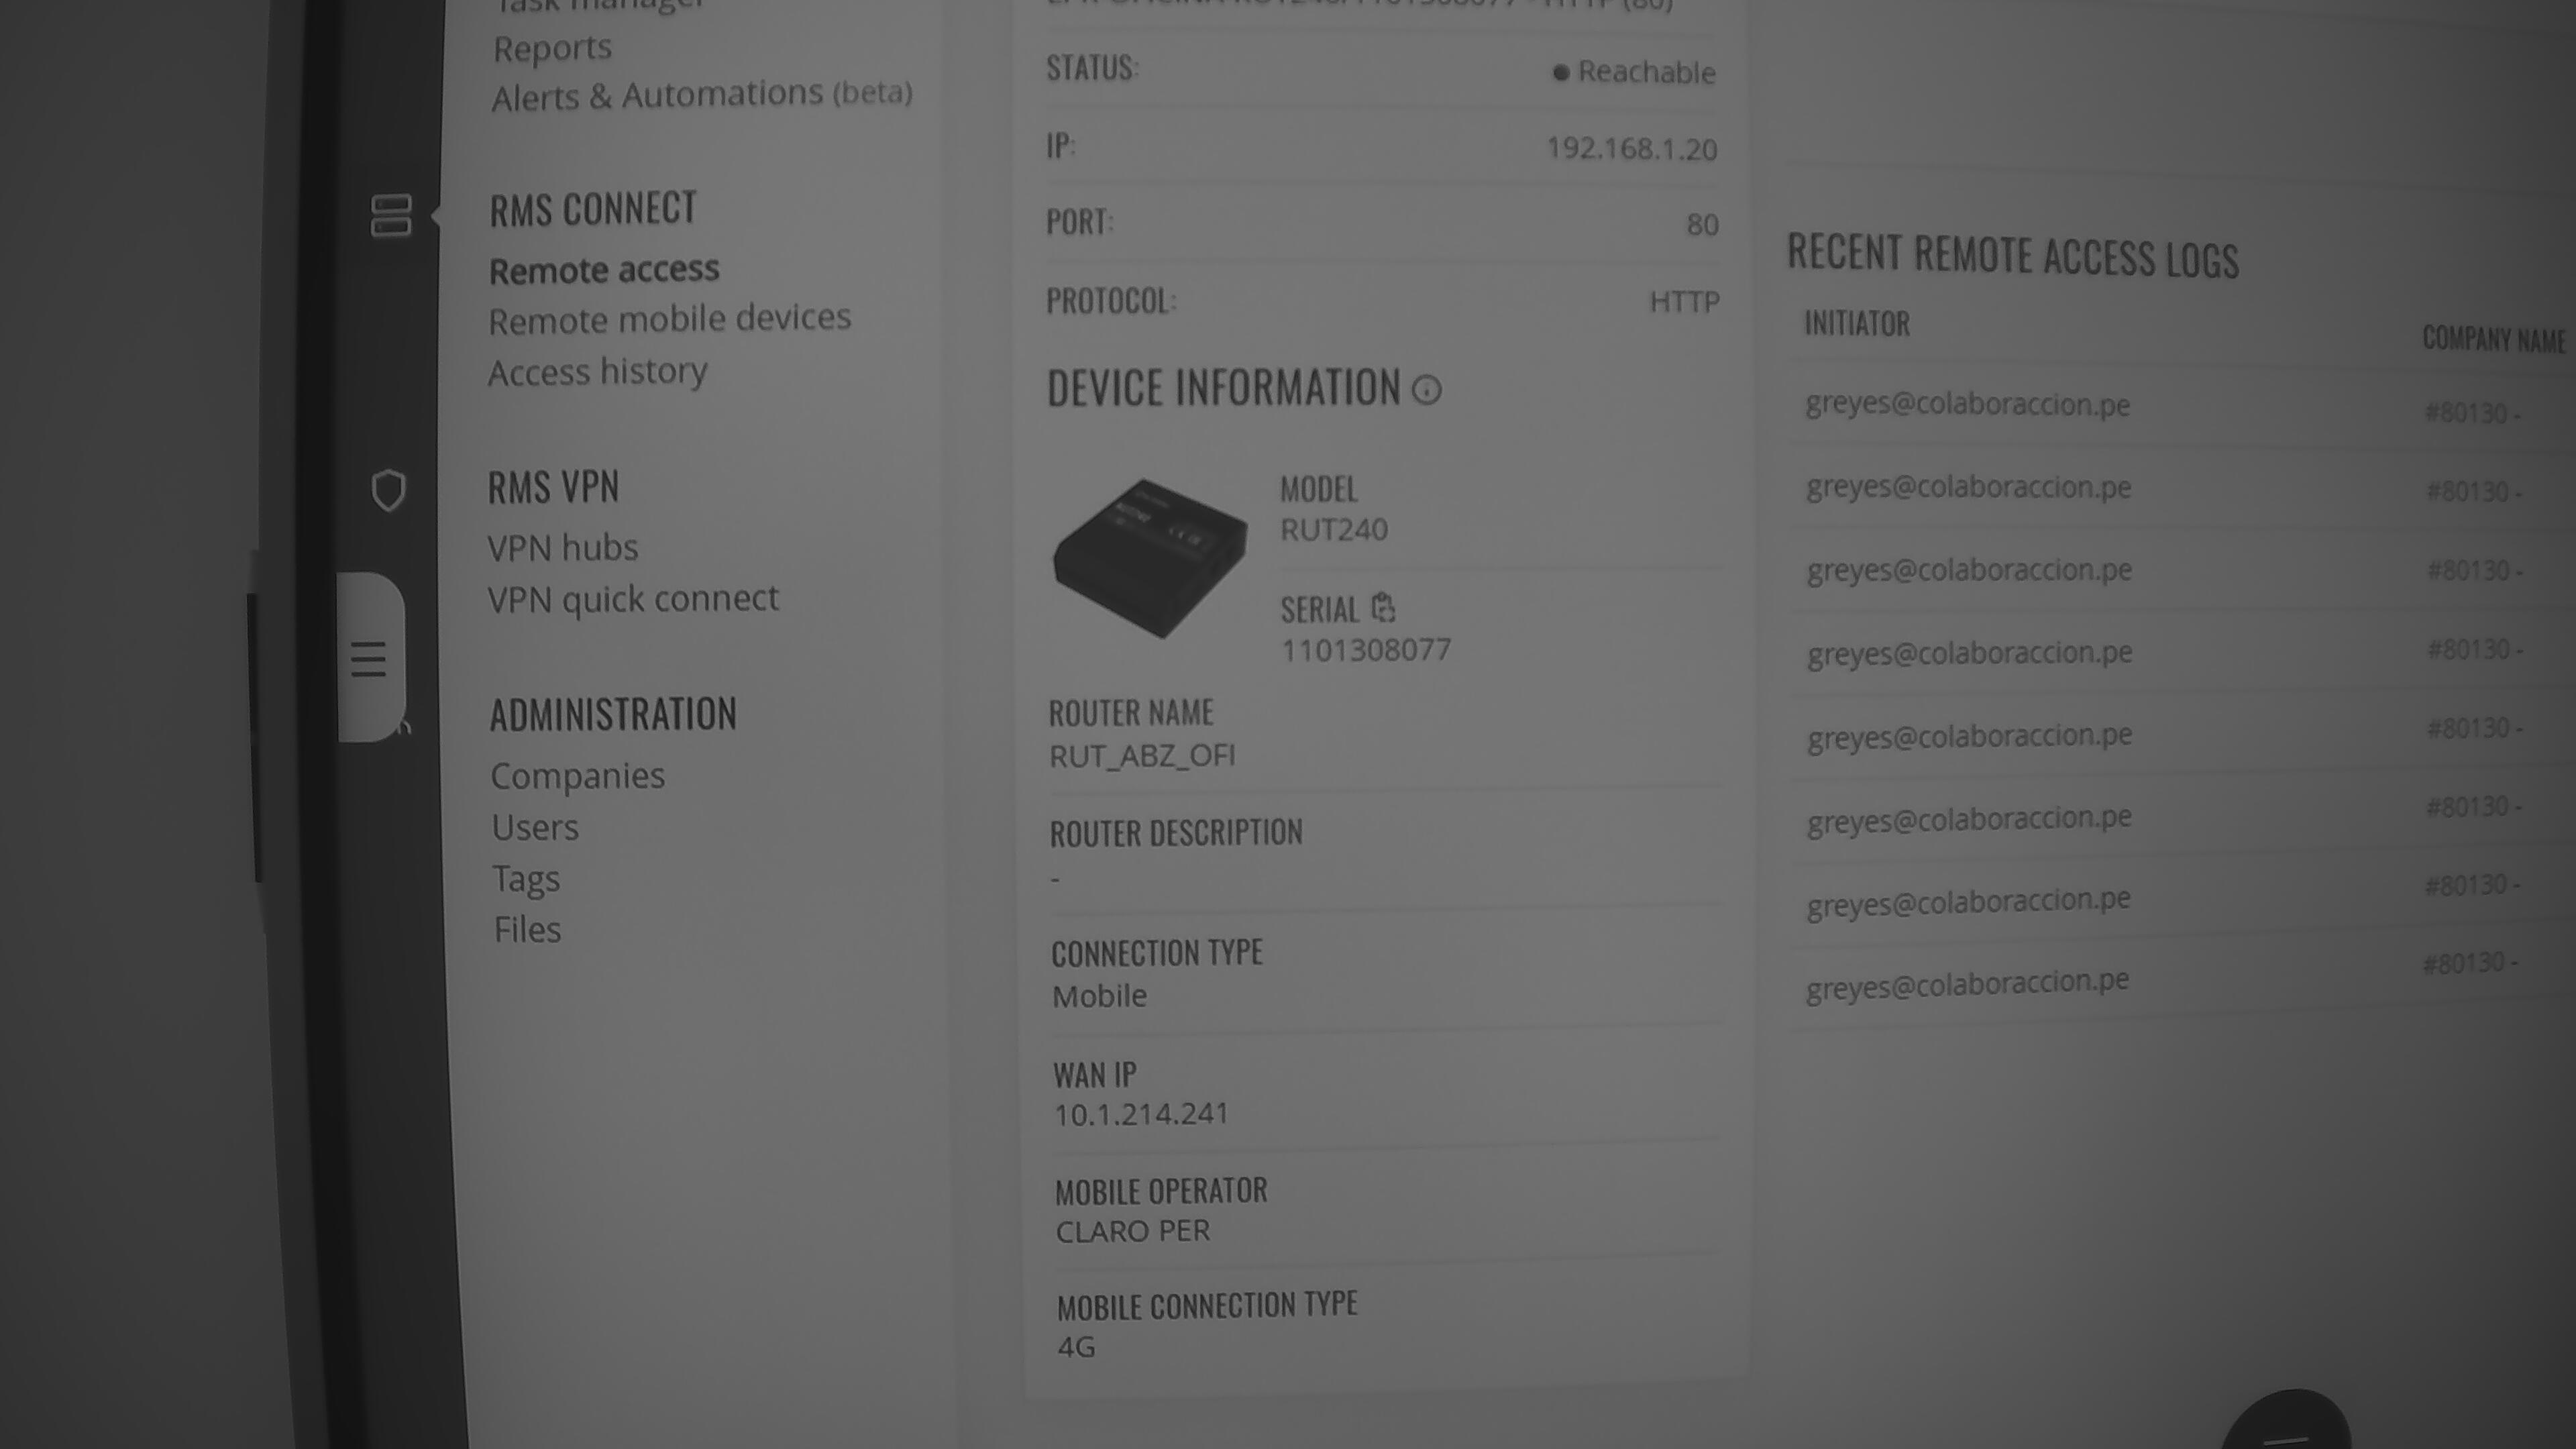 Task manager
Reports
Alerts & Automations (beta)
RMS CONNECT
Remote access
Remote mobile devices
Access history
RMS VPN
VPN hubs
VPN quick connect
ADMINISTRATION
Companies
Users
Tags
Files
STATUS:
Reachable
IP:
192.168.1.20
PORT:
80
PROTOCOL:
HTTP
DEVICE INFORMATION
MODEL
RUT240
SERIAL
1101308077
ROUTER NAME
RUT_ABZ_OFI
ROUTER DESCRIPTION
-
CONNECTION TYPE
Mobile
WAN IP
10.1.214.241
MOBILE OPERATOR
CLARO PER
MOBILE CONNECTION TYPE
4G
RECENT REMOTE ACCESS LOGS
INITIATOR COMPANY NAME
greyes@colaboraccion.pe #80130 -
greyes@colaboraccion.pe #80130 -
greyes@colaboraccion.pe #80130 -
greyes@colaboraccion.pe #80130 -
greyes@colaboraccion.pe #80130 -
greyes@colaboraccion.pe #80130 -
greyes@colaboraccion.pe #80130 -
greyes@colaboraccion.pe #80130 -